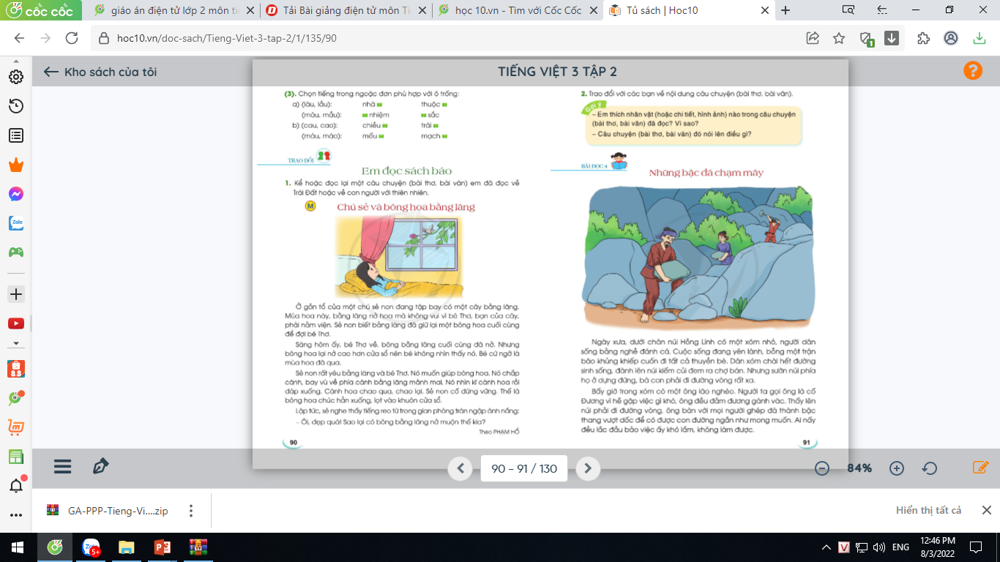 cốc cốc
giáo án điện tử lớp 2 môn ti
Tải Bài giảng điện tử môn Ti
học 10.vn - Tìm với Cốc Cốc
Tủ sách | Hoc10
hoc10.vn/doc-sach/Tieng-Viet-3-tap-2/1/135/90
1
Kho sách của tôi
TIẾNG VIỆT 3 TẬP 2
?
(3). Chọn tiếng trong ngoặc đơn phù hợp với ô trống:
a) (lâu, lầu): nhà thuộc
(màu, mầu): nhiệm sắc
b) (cau, cao): chiều trái
(máu, mào): mếu mạch
TRAO ĐỔI
Em đọc sách báo
1. Kể hoặc đọc lại một câu chuyện (bài thơ, bài văn) em đã đọc về
Trái Đất hoặc về con người với thiên nhiên.
M
Chú sẻ và bông hoa bằng lăng
Ở gần tổ của một chú sẻ non đang tập bay có một cây bằng lăng.
Mùa hoa này, bằng lăng nở hoa mà không vui vì bé Thơ, bạn của cây,
phải nằm viện. Sẻ non biết bằng lăng đã giữ lại một bông hoa cuối cùng
để đợi bé Thơ.
Sáng hôm ấy, bé Thơ về, bông bằng lăng cuối cùng đã nở. Nhưng
bông hoa lại nở cao hơn cửa sổ nên bé không nhìn thấy nó. Bé cứ ngỡ là
mùa hoa đã qua.
Sẻ non rất yêu bằng lăng và bé Thơ. Nó muốn giúp bông hoa. Nó chắp
cánh, bay vù về phía cành bằng lăng mảnh mai. Nó nhìn kĩ cành hoa rồi
đáp xuống. Cành hoa chao qua, chao lại. Sẻ non cố đứng vững. Thế là
bông hoa chúc hẳn xuống, lọt vào khuôn cửa sổ.
Lập tức, sẻ nghe thấy tiếng reo từ trong gian phòng tràn ngập ánh nắng:
– Ôi, đẹp quá! Sao lại có bông bằng lăng nở muộn thế kia?
Theo PHẠM HỔ
90
2. Trao đổi với các bạn về nội dung câu chuyện (bài thơ, bài văn).
Gợi ý
– Em thích nhân vật (hoặc chi tiết, hình ảnh) nào trong câu chuyện
(bài thơ, bài văn) đã đọc? Vì sao?
– Câu chuyện (bài thơ, bài văn) đó nói lên điều gì?
BÀI ĐỌC 4
Những bậc đá chạm mây
Ngày xưa, dưới chân núi Hồng Lĩnh có một xóm nhỏ, người dân
sống bằng nghề đánh cá. Cuộc sống đang yên lành, bỗng một trận
bão khủng khiếp cuốn đi tất cả thuyền bè. Dân xóm chài hết đường
sinh sống, đành lên núi kiếm củi đem ra chợ bán. Nhưng sườn núi phía
họ ở dựng đứng, bà con phải đi đường vòng rất xa.
Bấy giờ trong xóm có một ông lão nghèo. Người ta gọi ông là cố
Đương vì hễ gặp việc gì khó, ông đều đảm đương gánh vác. Thấy lên
núi phải đi đường vòng, ông bàn với mọi người ghép đá thành bậc
thang vượt dốc để có được con đường ngắn như mong muốn. Ai nấy
đều lắc đầu bảo việc ấy khó lắm, không làm được.
91
90 - 91 / 130
84%
Zalo
8.8
GA-PPP-Tieng-Vi....zip
Hiển thị tất cả
Zalo
5+
V
ENG
12:46 PM
8/3/2022